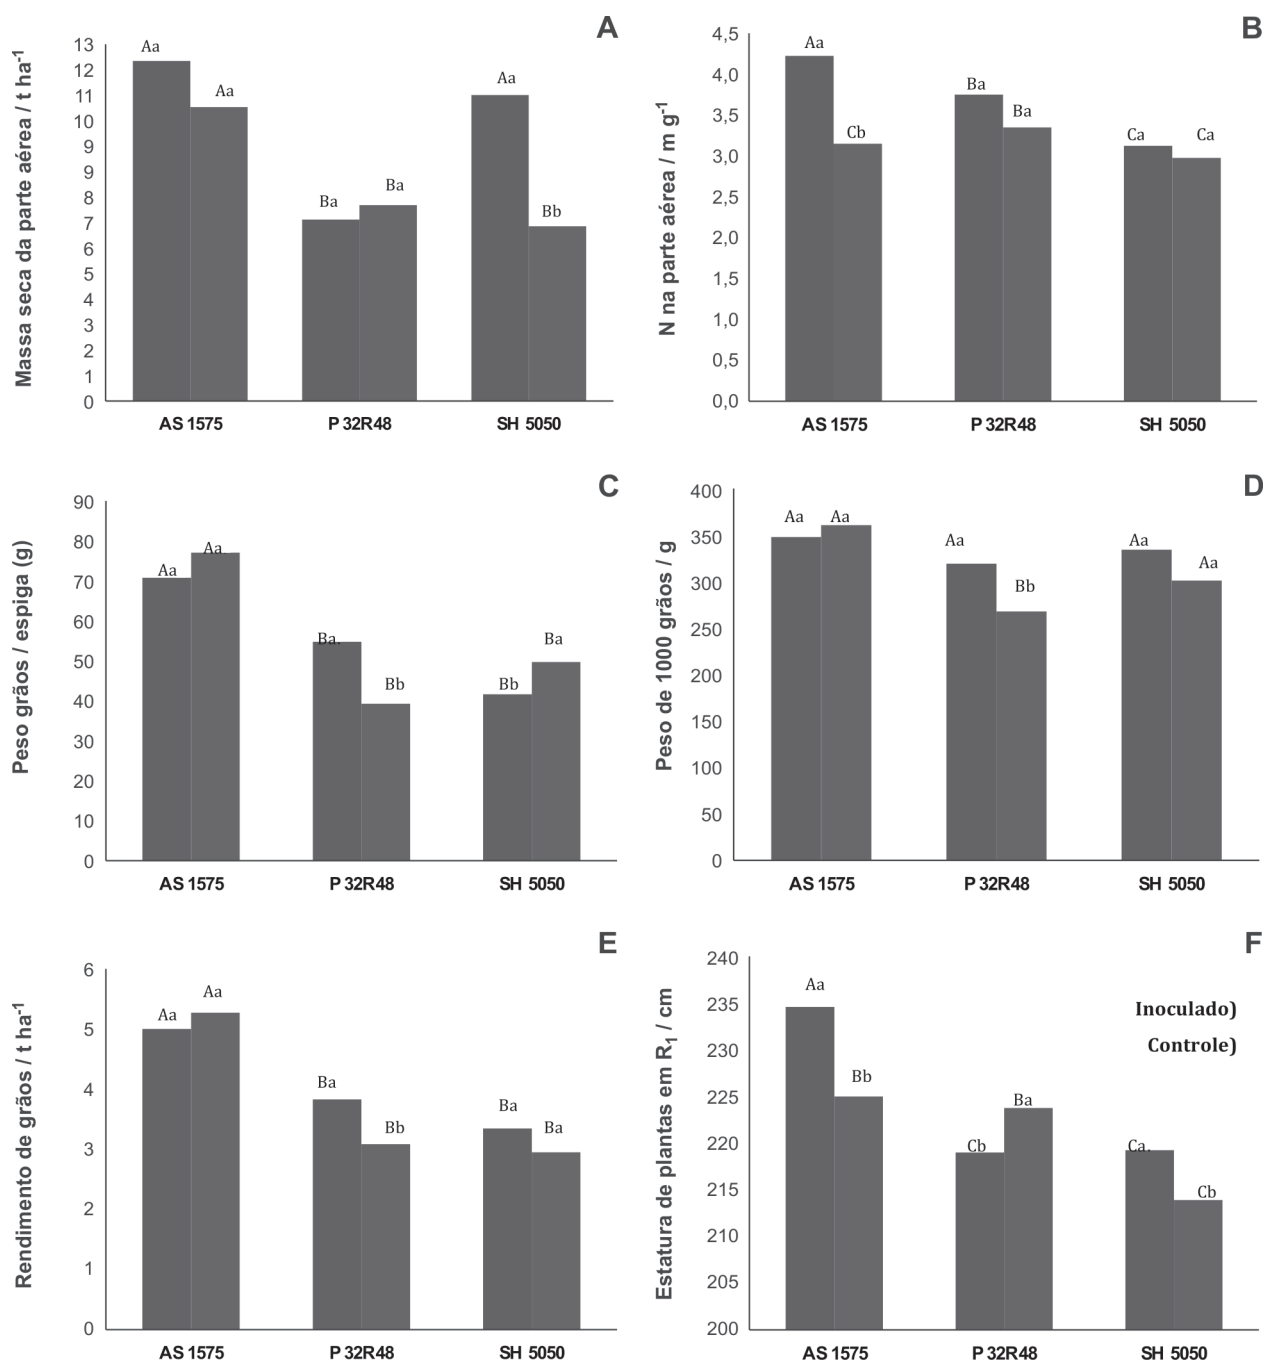 A
Massa seca da parte aérea / t ha-1
13
12
11
10
9
8
7
6
5
4
3
2
1
0
Aa
Aa
Ba
Ba
Aa
Bb
AS 1575
P 32R48
SH 5050
B
N na parte aérea / m g-1
4,5
4,0
3,5
3,0
2,5
2,0
1,5
1,0
0,5
0,0
Aa
Cb
Ba
Ba
Ca
Ca
AS 1575
P 32R48
SH 5050
C
Peso grãos / espiga (g)
90
80
70
60
50
40
30
20
10
0
Aa
Aa.
Ba.
Bb
Bb
Ba
AS 1575
P 32R48
SH 5050
D
Peso de 1000 grãos / g
400
350
300
250
200
150
100
50
0
Aa
Aa
Aa
Bb
Aa
Aa
AS 1575
P 32R48
SH 5050
E
Rendimento de grãos / t ha-1
6
5
4
3
2
1
0
Aa
Aa
Ba
Bb
Ba
Ba
AS 1575
P 32R48
SH 5050
F
Estatura de plantas em R1 / cm
240
235
230
225
220
215
210
205
200
Aa
Bb
Cb
Ba
Ca.
Cb
Inoculado)
Controle)
AS 1575
P 32R48
SH 5050